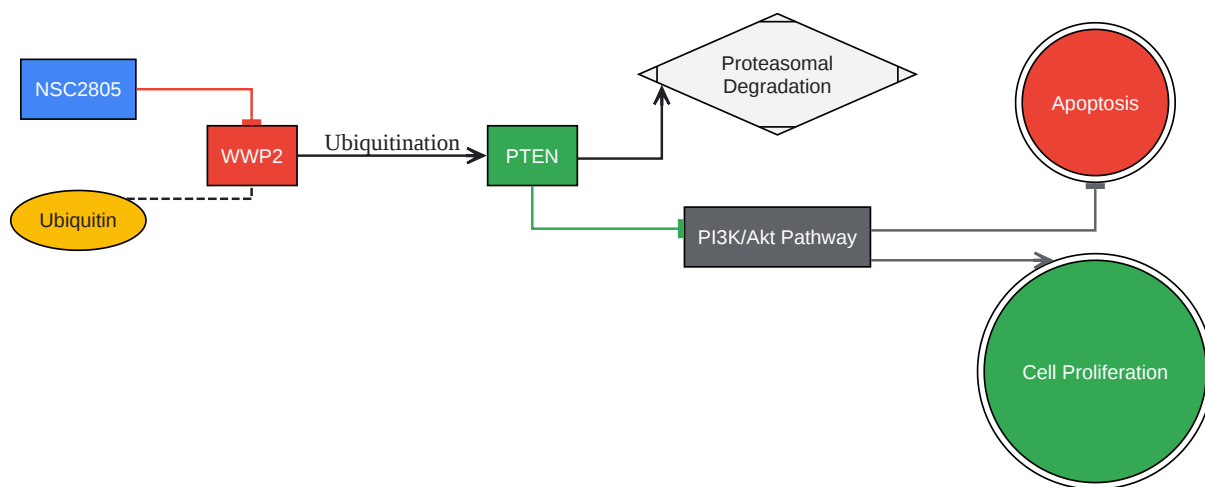 NSC2805
WWP2
Ubiquitination
PTEN
Proteasomal
Degradation
Apoptosis
Ubiquitin
PI3K/Akt Pathway
Cell Proliferation